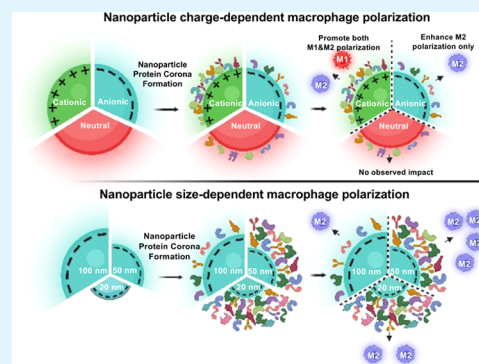 Nanoparticle charge-dependent macrophage polarization
Nanoparticle
Protein Corona
Formation
Promote both
M1&M2 polarization
Enhance M2
polarization only
M1
M2
M2
Cationic
Anionic
Neutral
Cationic
Anionic
Neutral
Cationic
Anionic
Neutral
No observed impact
Nanoparticle size-dependent macrophage polarization
Nanoparticle
Protein Corona
Formation
100 nm
50 nm
20 nm
100 nm
50 nm
20 nm
100 nm
50 nm
20 nm
M2
M2
M2
M2
M2
M2
M2